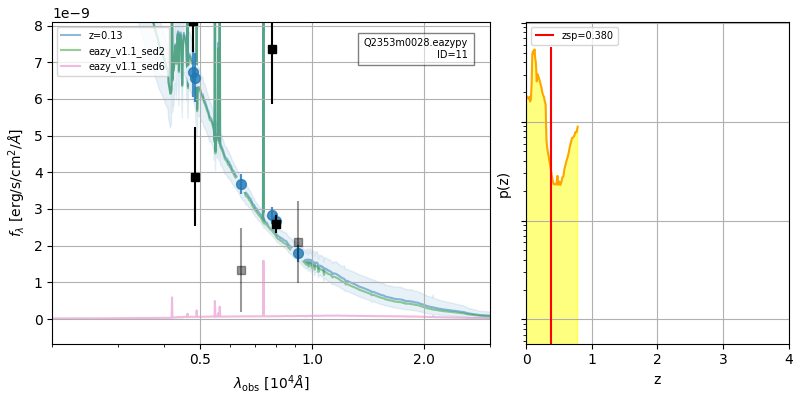 1e−9
8
7
6
5
4
3
2
1
0
f_λ [erg/s/cm²/Å]
z=0.13
eazy_v1.1_sed2
eazy_v1.1_sed6
Q2353m0028.eazypy
ID=11
0.5
1.0
2.0
λ_obs [10⁴Å]
zsp=0.380
p(z)
0
1
2
3
4
z